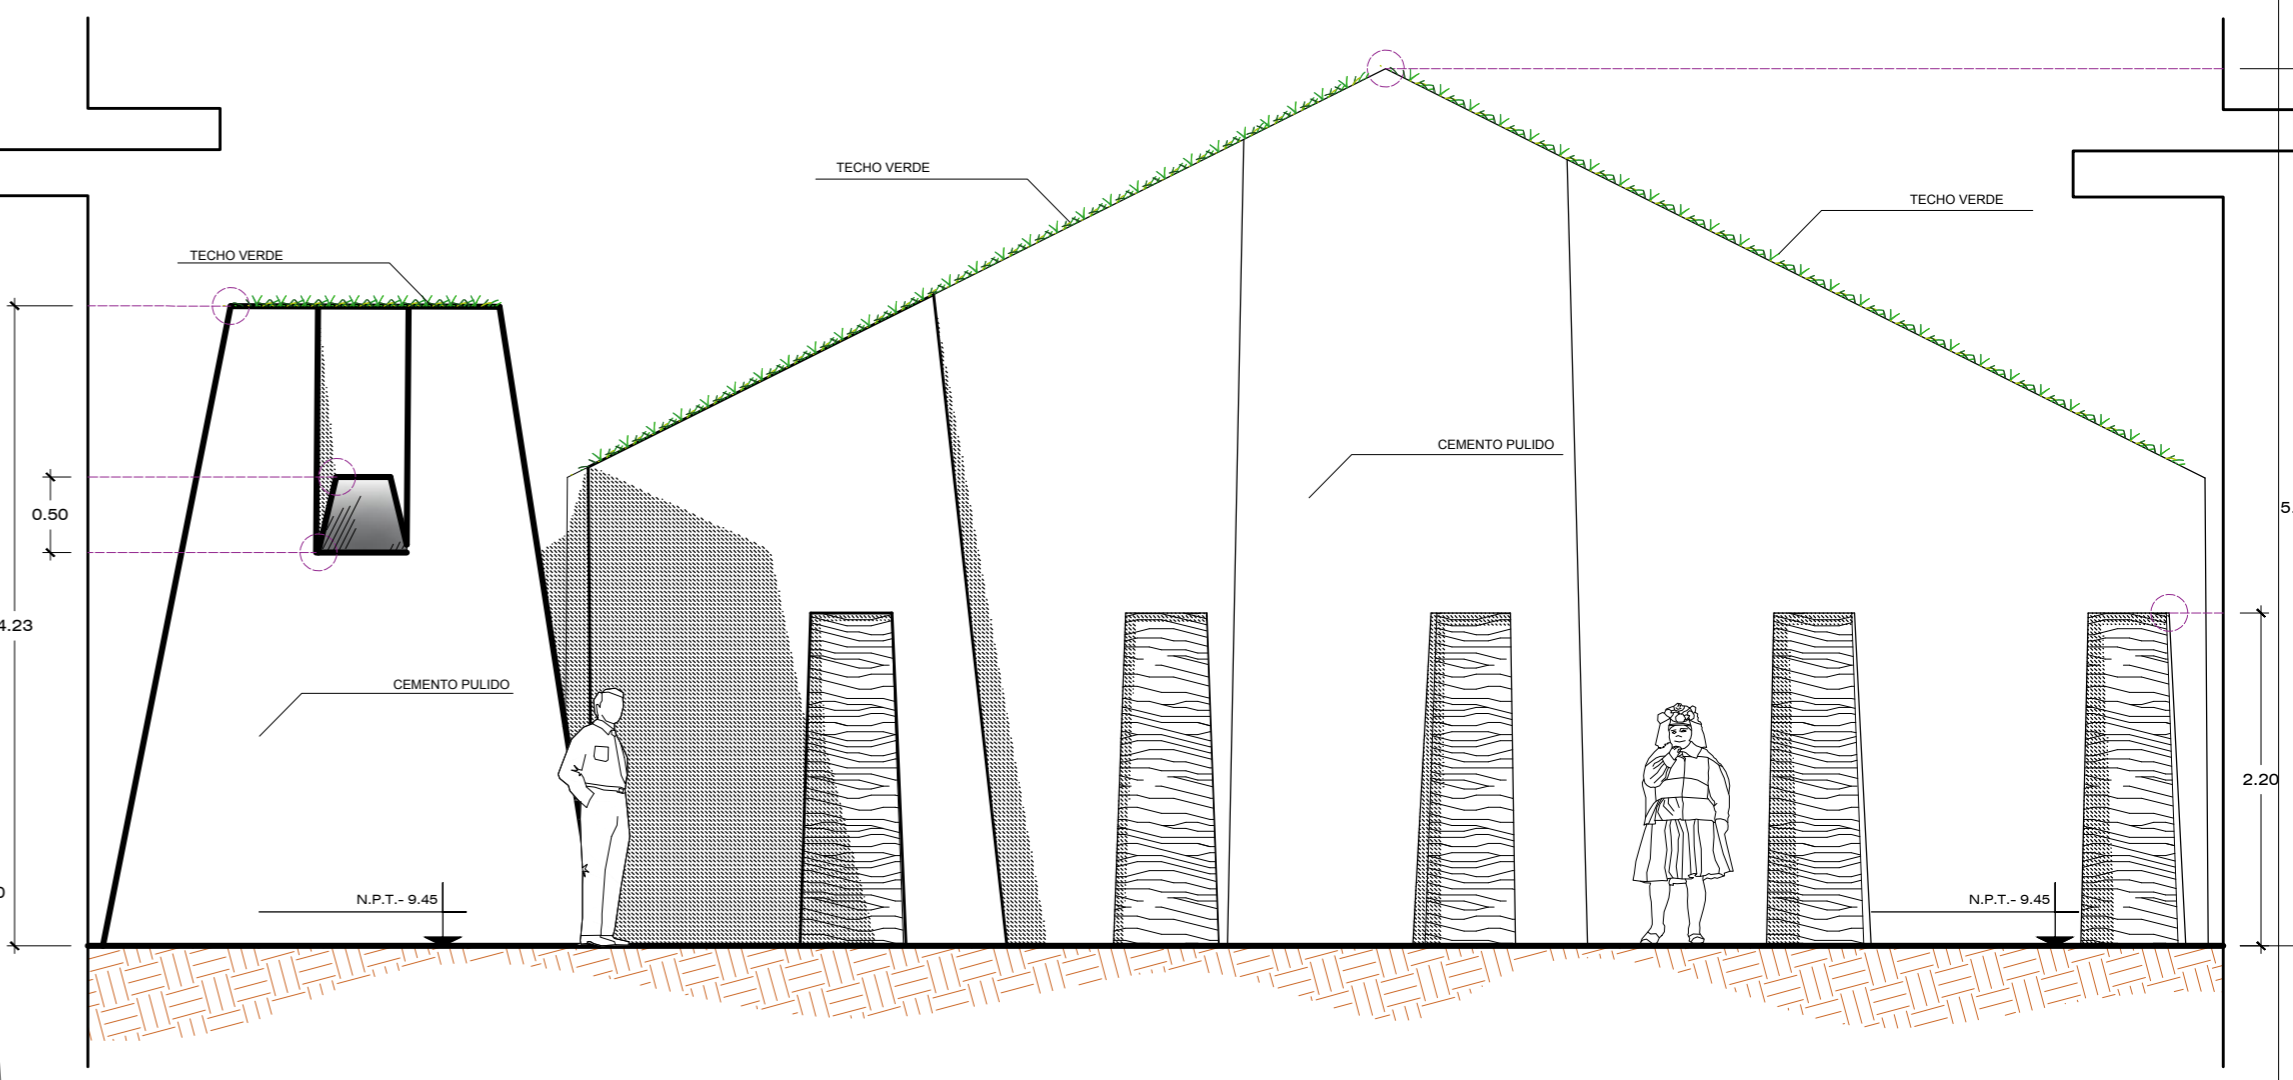 TECHO VERDE
TECHO VERDE
TECHO VERDE
CEMENTO PULIDO
0.50
5.
4.23
CEMENTO PULIDO
2.20
N.P.T.- 9.45
N.P.T.- 9.45